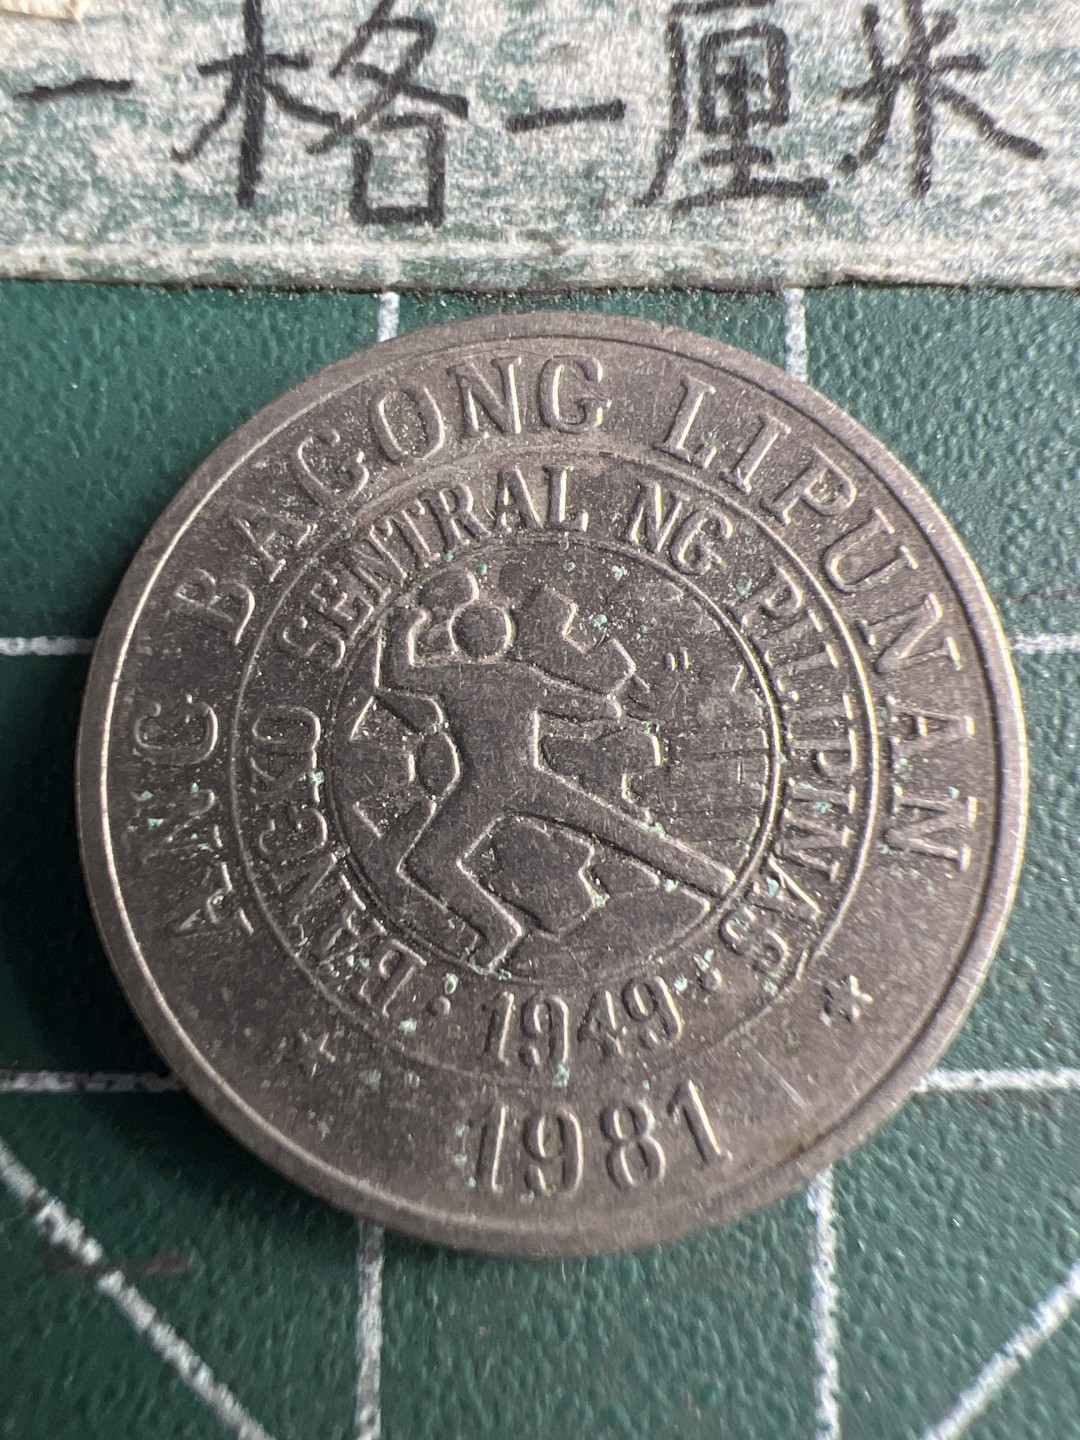 一格一厘米
ANG BAGONG LIPUNAN
BANGKO SENTRAL NG PILIPINAS
1949
1981